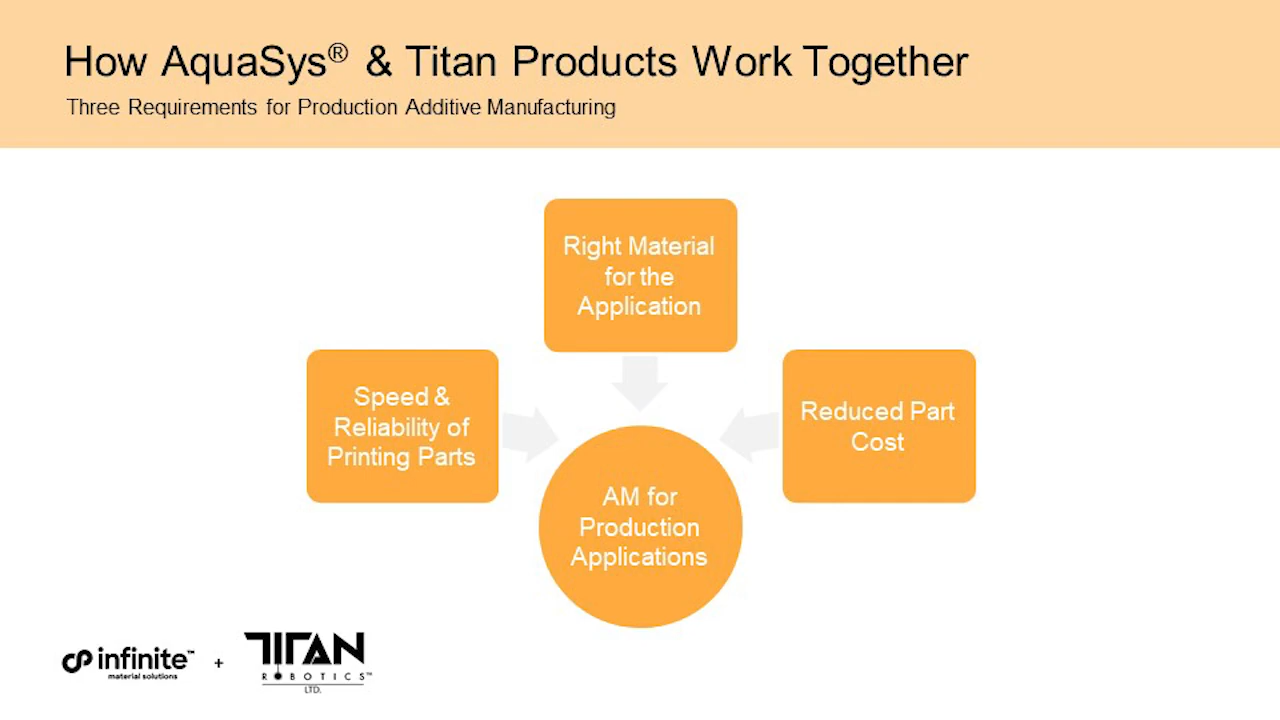 How AquaSys® & Titan Products Work Together
Three Requirements for Production Additive Manufacturing
Right Material
for the
Application
Speed &
Reliability of
Printing Parts
Reduced Part
Cost
AM for
Production
Applications
infinite™
material solutions
+
TITAN
ROBOTICS™
LTD.